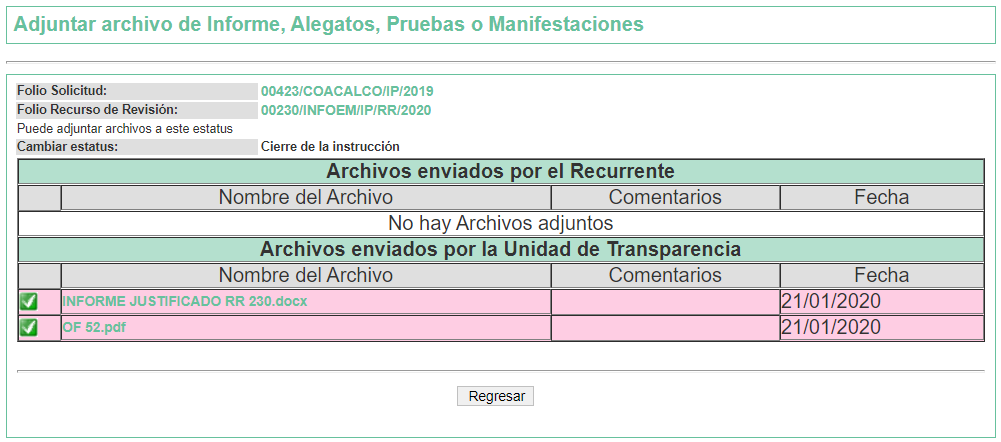 Adjuntar archivo de Informe, Alegatos, Pruebas o Manifestaciones
Folio Solicitud: 00423/COACALCO/IP/2019
Folio Recurso de Revisión: 00230/INFOEM/IP/RR/2020
Puede adjuntar archivos a este estatus
Cambiar estatus: Cierre de la instrucción
Archivos enviados por el Recurrente
Nombre del Archivo Comentarios Fecha
No hay Archivos adjuntos
Archivos enviados por la Unidad de Transparencia
Nombre del Archivo Comentarios Fecha
INFORME JUSTIFICADO RR 230.docx 21/01/2020
OF 52.pdf 21/01/2020
Regresar